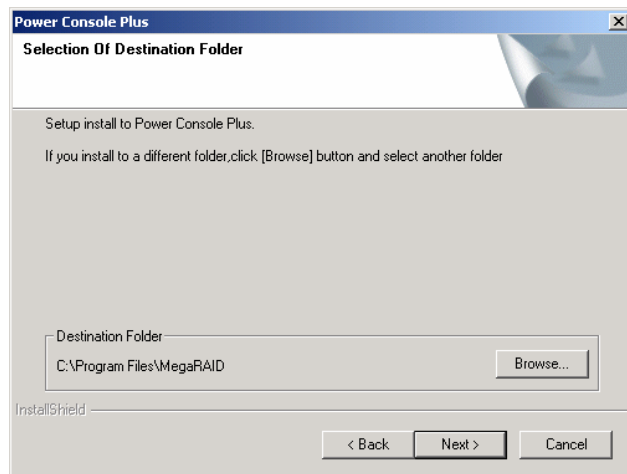 Power Console Plus
Selection Of Destination Folder
Setup install to Power Console Plus.
If you install to a different folder,click [Browse] button and select another folder
Destination Folder
C:\Program Files\MegaRAID
Browse...
InstallShield
< Back
Next >
Cancel